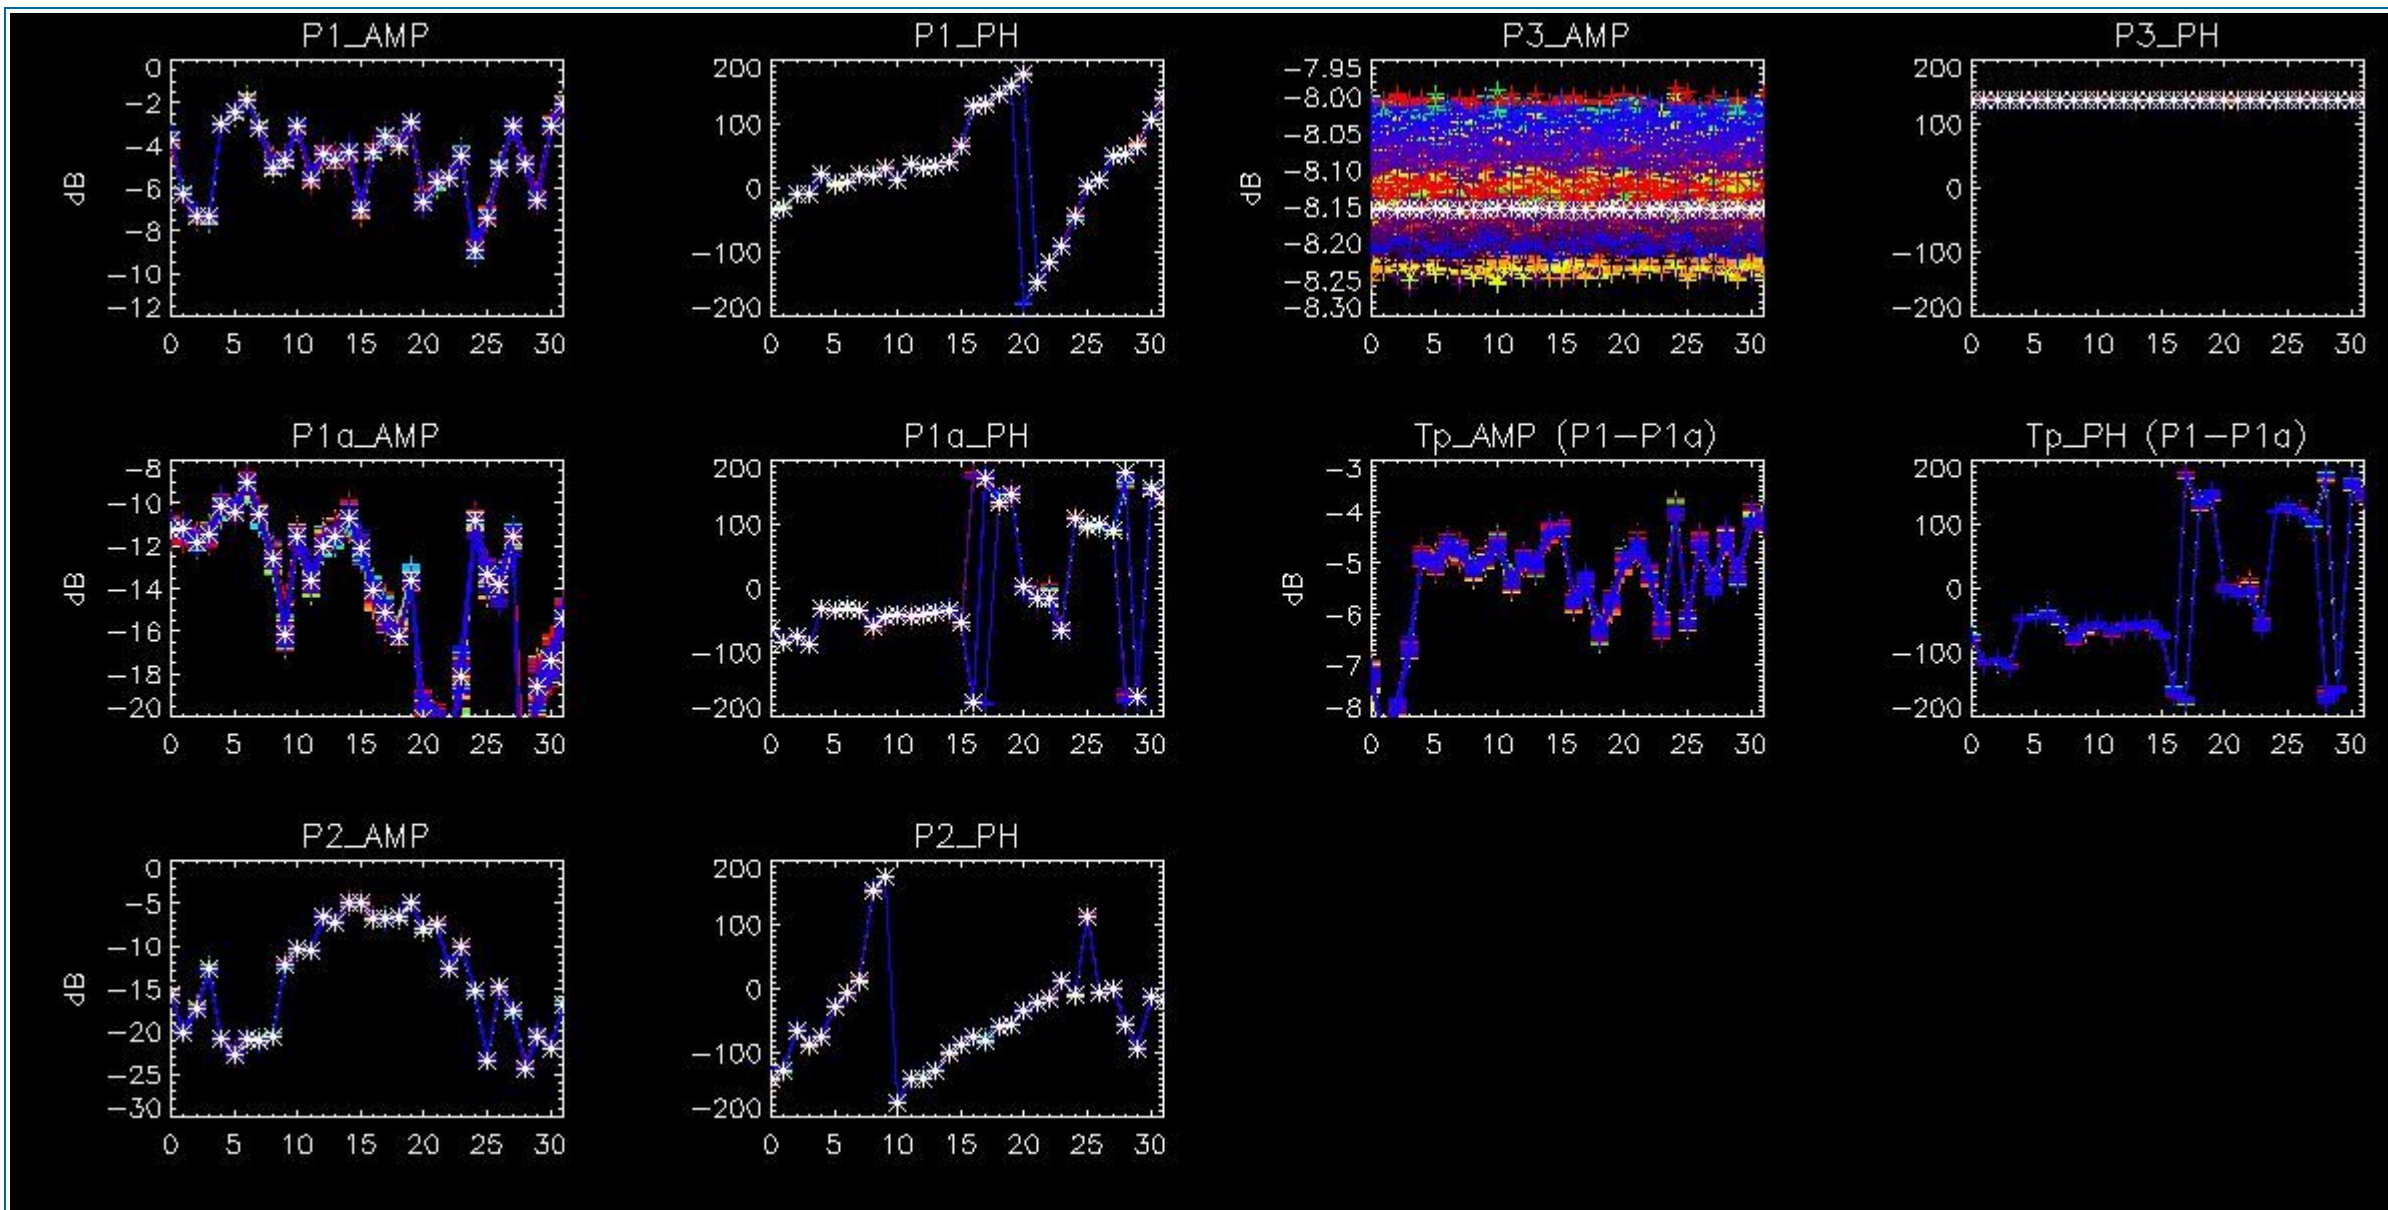 P1_AMP P1_PH P3_AMP P3_PH
0 200 -7.95 200
-2 100 -8.00 100
-4 0 -8.05 0
-6 -100 -8.10 -100
-8 -200 -8.15 -200
-10 -8.20
-12 -8.25
-8.30
dB dB
0 5 10 15 20 25 30 0 5 10 15 20 25 30 0 5 10 15 20 25 30 0 5 10 15 20 25 30
P1a_AMP P1a_PH Tp_AMP (P1-P1a) Tp_PH (P1-P1a)
-8 200 -3 200
-10 100 -4 100
-12 0 -5 0
-14 -100 -6 -100
-16 -200 -7 -200
-18 -8
-20
dB dB
0 5 10 15 20 25 30 0 5 10 15 20 25 30 0 5 10 15 20 25 30 0 5 10 15 20 25 30
P2_AMP P2_PH
0 200
-5 100
-10 0
-15 -100
-20 -200
-25
-30
dB
0 5 10 15 20 25 30 0 5 10 15 20 25 30